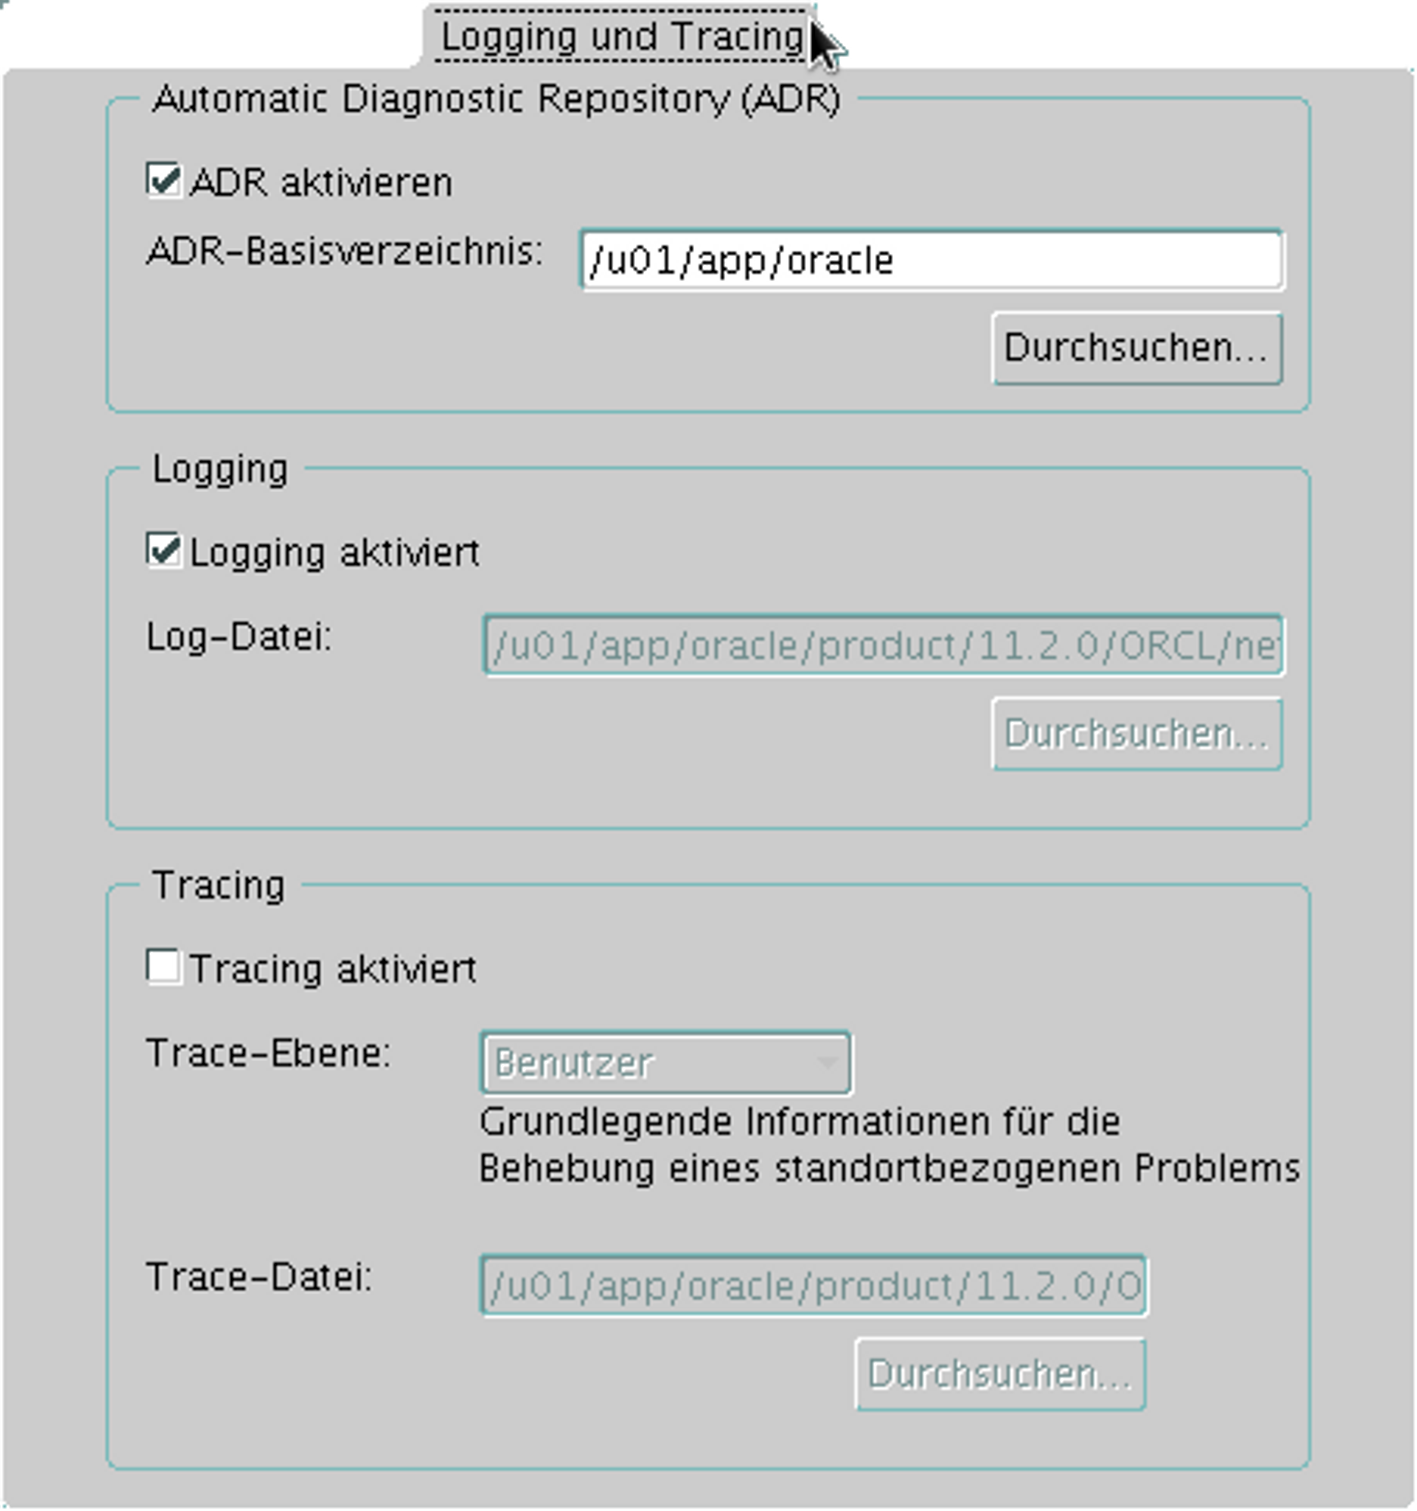 Logging und Tracing
Automatic Diagnostic Repository (ADR)
ADR aktivieren
ADR-Basisverzeichnis: /u01/app/oracle
Durchsuchen...
Logging
Logging aktiviert
Log-Datei: /u01/app/oracle/product/11.2.0/ORCL/ne
Durchsuchen...
Tracing
Tracing aktiviert
Trace-Ebene: Benutzer
Grundlegende Informationen für die
Behebung eines standortbezogenen Problems
Trace-Datei: /u01/app/oracle/product/11.2.0/O
Durchsuchen...